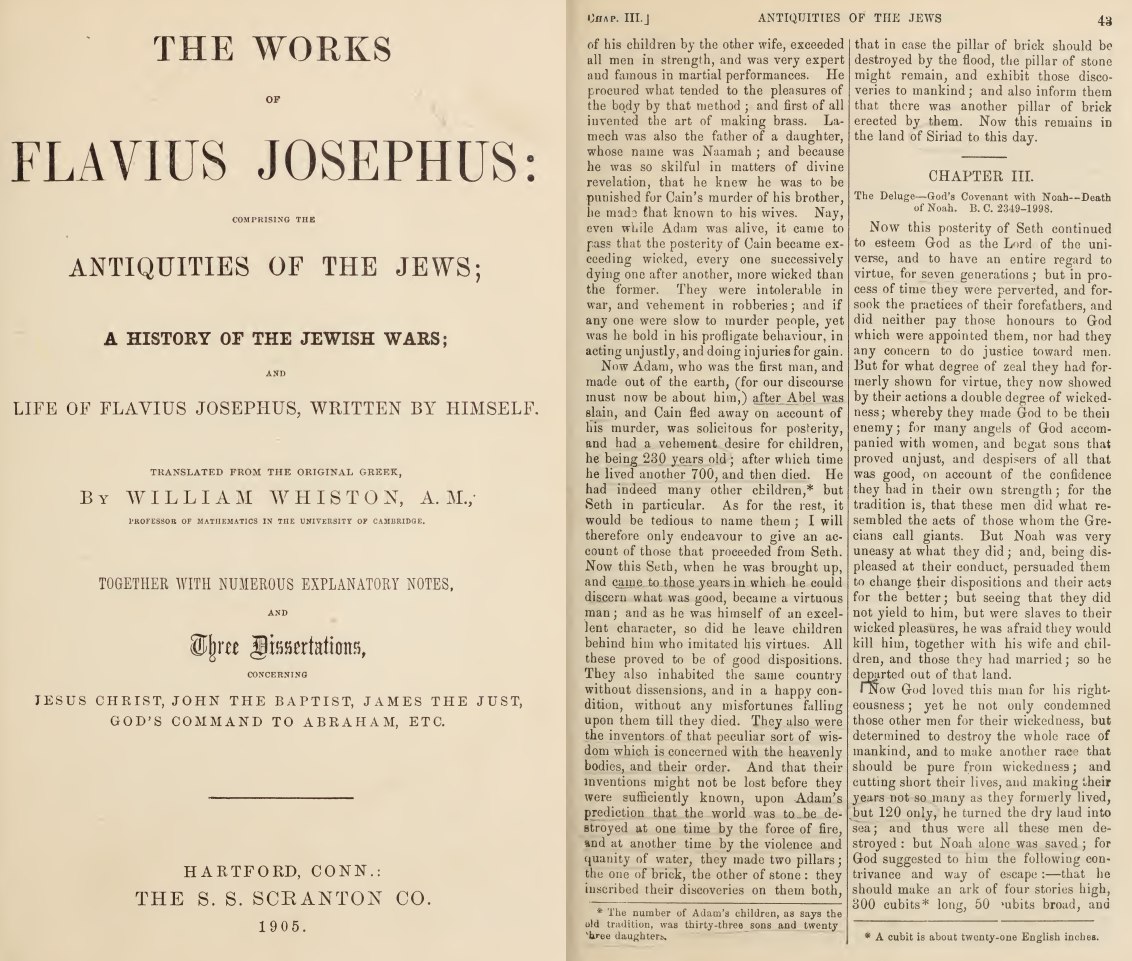 THE WORKS
OF
FLAVIUS JOSEPHUS:
COMPRISING THE
ANTIQUITIES OF THE JEWS;
A HISTORY OF THE JEWISH WARS;
AND
LIFE OF FLAVIUS JOSEPHUS, WRITTEN BY HIMSELF.
TRANSLATED FROM THE ORIGINAL GREEK,
BY WILLIAM WHISTON, A. M.,
PROFESSOR OF MATHEMATICS IN THE UNIVERSITY OF CAMBRIDGE.
TOGETHER WITH NUMEROUS EXPLANATORY NOTES,
AND
Three Dissertations,
CONCERNING
JESUS CHRIST, JOHN THE BAPTIST, JAMES THE JUST,
GOD'S COMMAND TO ABRAHAM, ETC.
HARTFORD, CONN.:
THE S. S. SCRANTON CO.
1905.
CHAP. III.] ANTIQUITIES OF THE JEWS 43
of his children by the other wife, exceeded
all men in strength, and was very expert
and famous in martial performances. He
procured what tended to the pleasures of
the body by that method; and first of all
invented the art of making brass. La-
mech was also the father of a daughter,
whose name was Naamah; and because
he was so skilful in matters of divine
revelation, that he knew he was to be
punished for Cain's murder of his brother,
he made that known to his wives. Nay,
even while Adam was alive, it came to
pass that the posterity of Cain became ex-
ceeding wicked, every one successively
dying one after another, more wicked than
the former. They were intolerable in
war, and vehement in robberies; and if
any one were slow to murder people, yet
was he bold in his profligate behaviour, in
acting unjustly, and doing injuries for gain.
Now Adam, who was the first man, and
made out of the earth, (for our discourse
must now be about him,) after Abel was
slain, and Cain fled away on account of
his murder, was solicitous for posterity,
and had a vehement desire for children,
he being 230 years old; after which time
he lived another 700, and then died. He
had indeed many other children,* but
Seth in particular. As for the rest, it
would be tedious to name them; I will
therefore only endeavour to give an ac-
count of those that proceeded from Seth.
Now this Seth, when he was brought up,
and came to those years in which he could
discern what was good, became a virtuous
man; and as he was himself of an excel-
lent character, so did he leave children
behind him who imitated his virtues. All
these proved to be of good dispositions.
They also inhabited the same country
without dissensions, and in a happy con-
dition, without any misfortunes falling
upon them till they died. They also were
the inventors of that peculiar sort of wis-
dom which is concerned with the heavenly
bodies, and their order. And that their
inventions might not be lost before they
were sufficiently known, upon Adam's
prediction that the world was to be de-
stroyed at one time by the force of fire,
and at another time by the violence and
quanity of water, they made two pillars;
the one of brick, the other of stone: they
inscribed their discoveries on them both,
* The number of Adam's children, as says the
old tradition, was thirty-three sons and twenty
three daughters.
that in case the pillar of brick should be
destroyed by the flood, the pillar of stone
might remain, and exhibit those disco-
veries to mankind; and also inform them
that there was another pillar of brick
erected by them. Now this remains in
the land of Siriad to this day.
CHAPTER III.
The Deluge—God's Covenant with Noah--Death
of Noah. B. C. 2349–1998.
Now this posterity of Seth continued
to esteem God as the Lord of the uni-
verse, and to have an entire regard to
virtue, for seven generations; but in pro-
cess of time they were perverted, and for-
sook the practices of their forefathers, and
did neither pay those honours to God
which were appointed them, nor had they
any concern to do justice toward men.
But for what degree of zeal they had for-
merly shown for virtue, they now showed
by their actions a double degree of wicked-
ness; whereby they made God to be their
enemy; for many angels of God accom-
panied with women, and begat sons that
proved unjust, and despisers of all that
was good, on account of the confidence
they had in their own strength; for the
tradition is, that these men did what re-
sembled the acts of those whom the Gre-
cians call giants. But Noah was very
uneasy at what they did; and, being dis-
pleased at their conduct, persuaded them
to change their dispositions and their acts
for the better; but seeing that they did
not yield to him, but were slaves to their
wicked pleasures, he was afraid they would
kill him, together with his wife and chil-
dren, and those they had married; so he
departed out of that land.
Now God loved this man for his right-
eousness; yet he not only condemned
those other men for their wickedness, but
determined to destroy the whole race of
mankind, and to make another race that
should be pure from wickedness; and
cutting short their lives, and making their
years not so many as they formerly lived,
but 120 only, he turned the dry land into
sea; and thus were all these men de-
stroyed: but Noah alone was saved; for
God suggested to him the following con-
trivance and way of escape:—that he
should make an ark of four stories high,
300 cubits* long, 50 cubits broad, and
* A cubit is about twenty-one English inches.